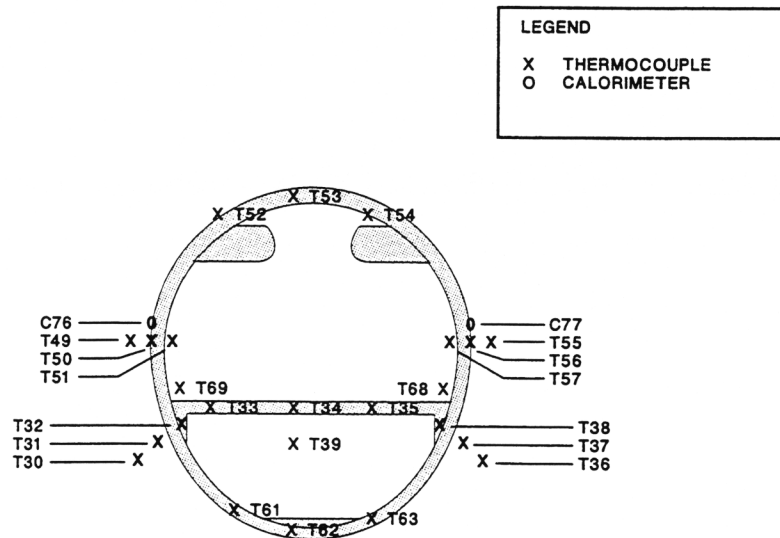 LEGEND
X THERMOCOUPLE
O CALORIMETER
X T53
X T52 X T54
C76 O O C77
T49 X X X X X X T55
T50 T56
T51 T57
X T69 T68 X
X T33 X T34 X T35
T32 X X T38
T31 X X T39 X T37
T30 X X T36
X T61
X T62 X T63